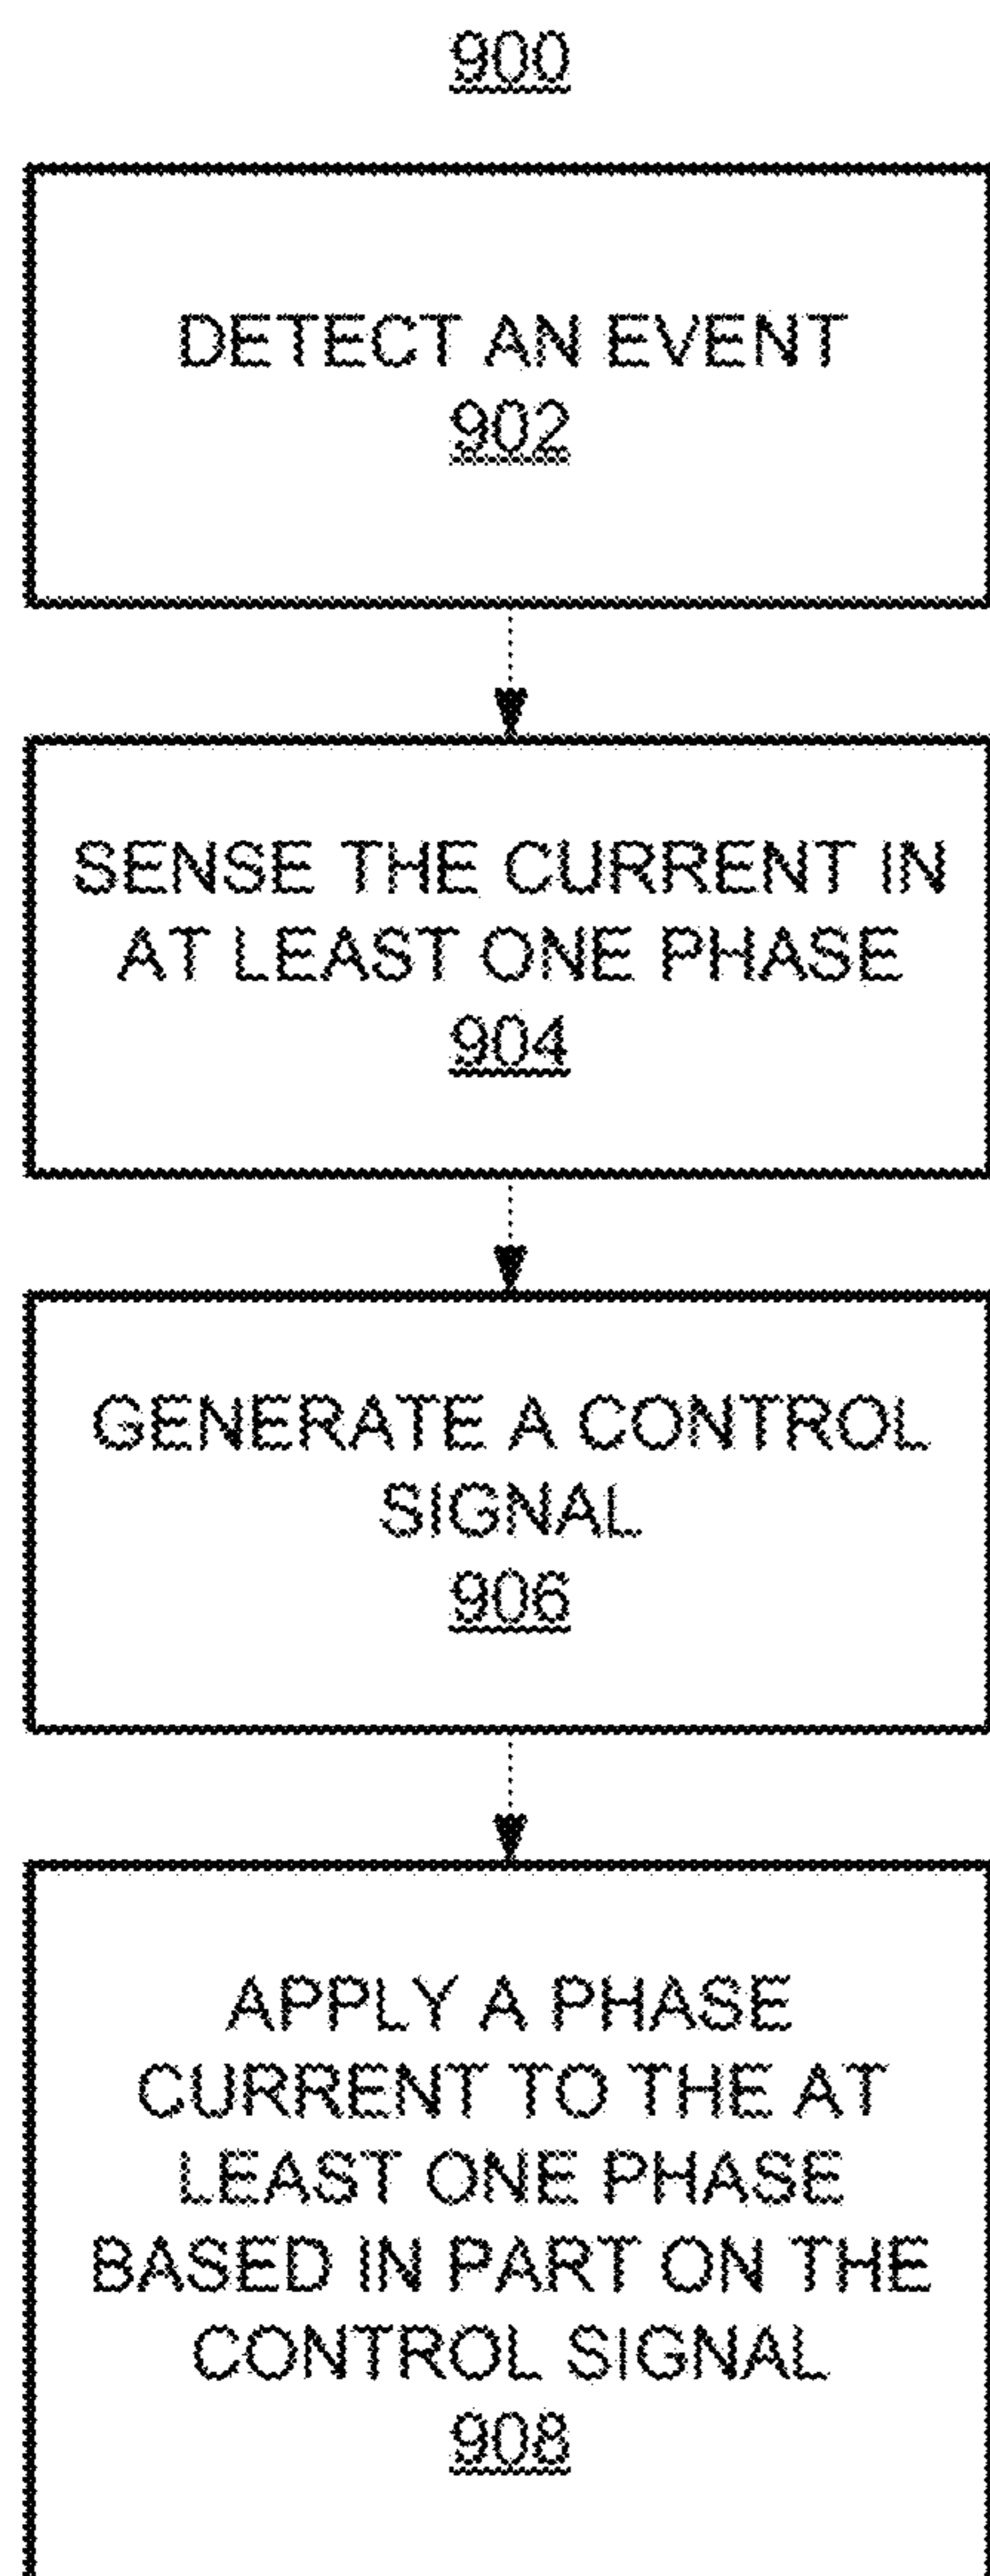 900
DETECT AN EVENT
902
SENSE THE CURRENT IN
AT LEAST ONE PHASE
904
GENERATE A CONTROL
SIGNAL
906
APPLY A PHASE
CURRENT TO THE AT
LEAST ONE PHASE
BASED IN PART ON THE
CONTROL SIGNAL
908